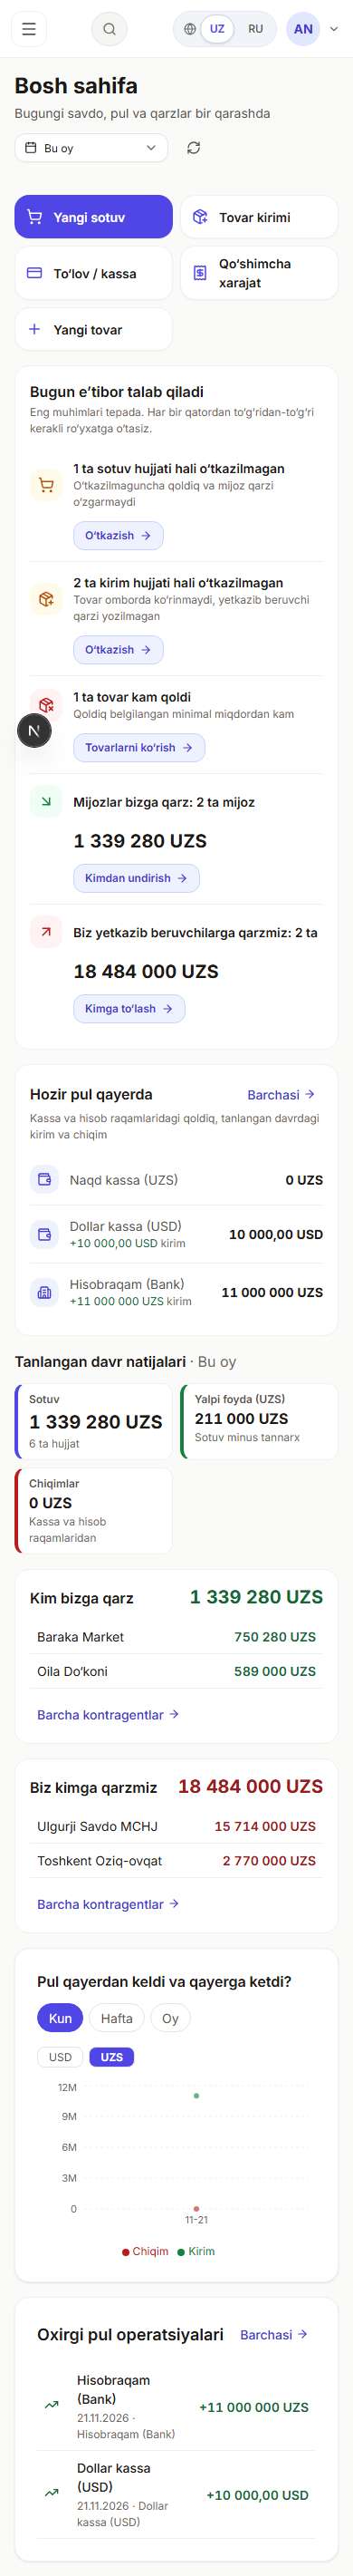 UZ RU AN
Bosh sahifa
Bugungi savdo, pul va qarzlar bir qarashda
Bu oy
Yangi sotuv
Tovar kirimi
To‘lov / kassa
Qo‘shimcha
xarajat
Yangi tovar
Bugun e’tibor talab qiladi
Eng muhimlari tepada. Har bir qatordan to‘g‘ridan-to‘g‘ri
kerakli ro‘yxatga o‘tasiz.
1 ta sotuv hujjati hali o‘tkazilmagan
O‘tkazilmaguncha qoldiq va mijoz qarzi
o‘zgarmaydi
O‘tkazish →
2 ta kirim hujjati hali o‘tkazilmagan
Tovar omborda ko‘rinmaydi, yetkazib beruvchi
qarzi yozilmagan
O‘tkazish →
1 ta tovar kam qoldi
Qoldiq belgilangan minimal miqdordan kam
N
Tovarlarni ko‘rish →
Mijozlar bizga qarz: 2 ta mijoz
1 339 280 UZS
Kimdan undirish →
Biz yetkazib beruvchilarga qarzmiz: 2 ta
18 484 000 UZS
Kimga to‘lash →
Hozir pul qayerda Barchasi →
Kassa va hisob raqamlaridagi qoldiq, tanlangan davrdagi
kirim va chiqim
Naqd kassa (UZS) 0 UZS
Dollar kassa (USD) 10 000,00 USD
+10 000,00 USD kirim
Hisobraqam (Bank) 11 000 000 UZS
+11 000 000 UZS kirim
Tanlangan davr natijalari · Bu oy
Sotuv
1 339 280 UZS
6 ta hujjat
Yalpi foyda (UZS)
211 000 UZS
Sotuv minus tannarx
Chiqimlar
0 UZS
Kassa va hisob
raqamlaridan
Kim bizga qarz 1 339 280 UZS
Baraka Market 750 280 UZS
Oila Do‘koni 589 000 UZS
Barcha kontragentlar →
Biz kimga qarzmiz 18 484 000 UZS
Ulgurji Savdo MCHJ 15 714 000 UZS
Toshkent Oziq-ovqat 2 770 000 UZS
Barcha kontragentlar →
Pul qayerdan keldi va qayerga ketdi?
Kun Hafta Oy
USD UZS
12M
9M
6M
3M
0
11-21
Chiqim Kirim
Oxirgi pul operatsiyalari Barchasi →
Hisobraqam
(Bank)
21.11.2026 ·
Hisobraqam (Bank)
+11 000 000 UZS
Dollar kassa
(USD)
21.11.2026 · Dollar
kassa (USD)
+10 000,00 USD